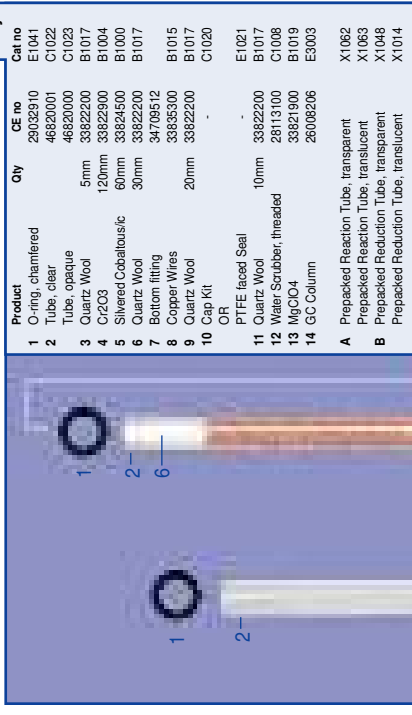 Product Qty CE no Cat no
1 O-ring, chamfered 29032910 E1041
2 Tube, clear 46820001 C1022
Tube, opaque 46820000 C1023
3 Quartz Wool 5mm 33822200 B1017
4 Cr2O3 120mm 33822900 B1004
5 Silvered Cobaltous/ic 60mm 33824500 B1000
6 Quartz Wool 30mm 33822200 B1017
7 Bottom fitting 34709512
8 Copper Wires 33835300 B1015
9 Quartz Wool 20mm 33822200 B1017
10 Cap Kit - C1020
OR
PTFE faced Seal - E1021
11 Quartz Wool 10mm 33822200 B1017
12 Water Scrubber, threaded 28113100 C1008
13 MgClO4 33821900 B1019
14 GC Column 26008206 E3003
A Prepacked Reaction Tube, transparent X1062
Prepacked Reaction Tube, translucent X1063
B Prepacked Reduction Tube, transparent X1048
Prepacked Reduction Tube, translucent X1014
1
2
6
1
2